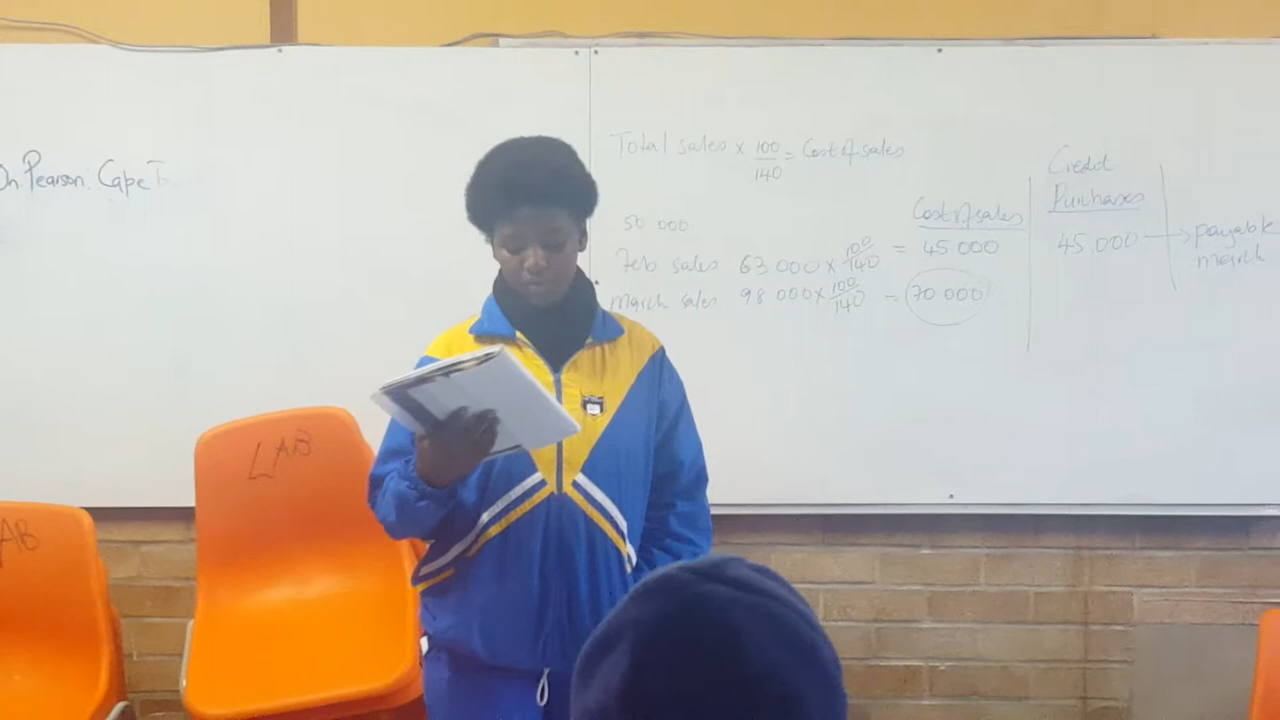 Dn. Pearson: Cape T
Total sales × 100/140 = Cost of sales
50 000
Feb sales 63 000 × 100/140 = 45 000
March sales 98 000 × 100/140 = 70 000
Cost of sales
Credit
Purchases
45 000 → payable
march
LAB
AB